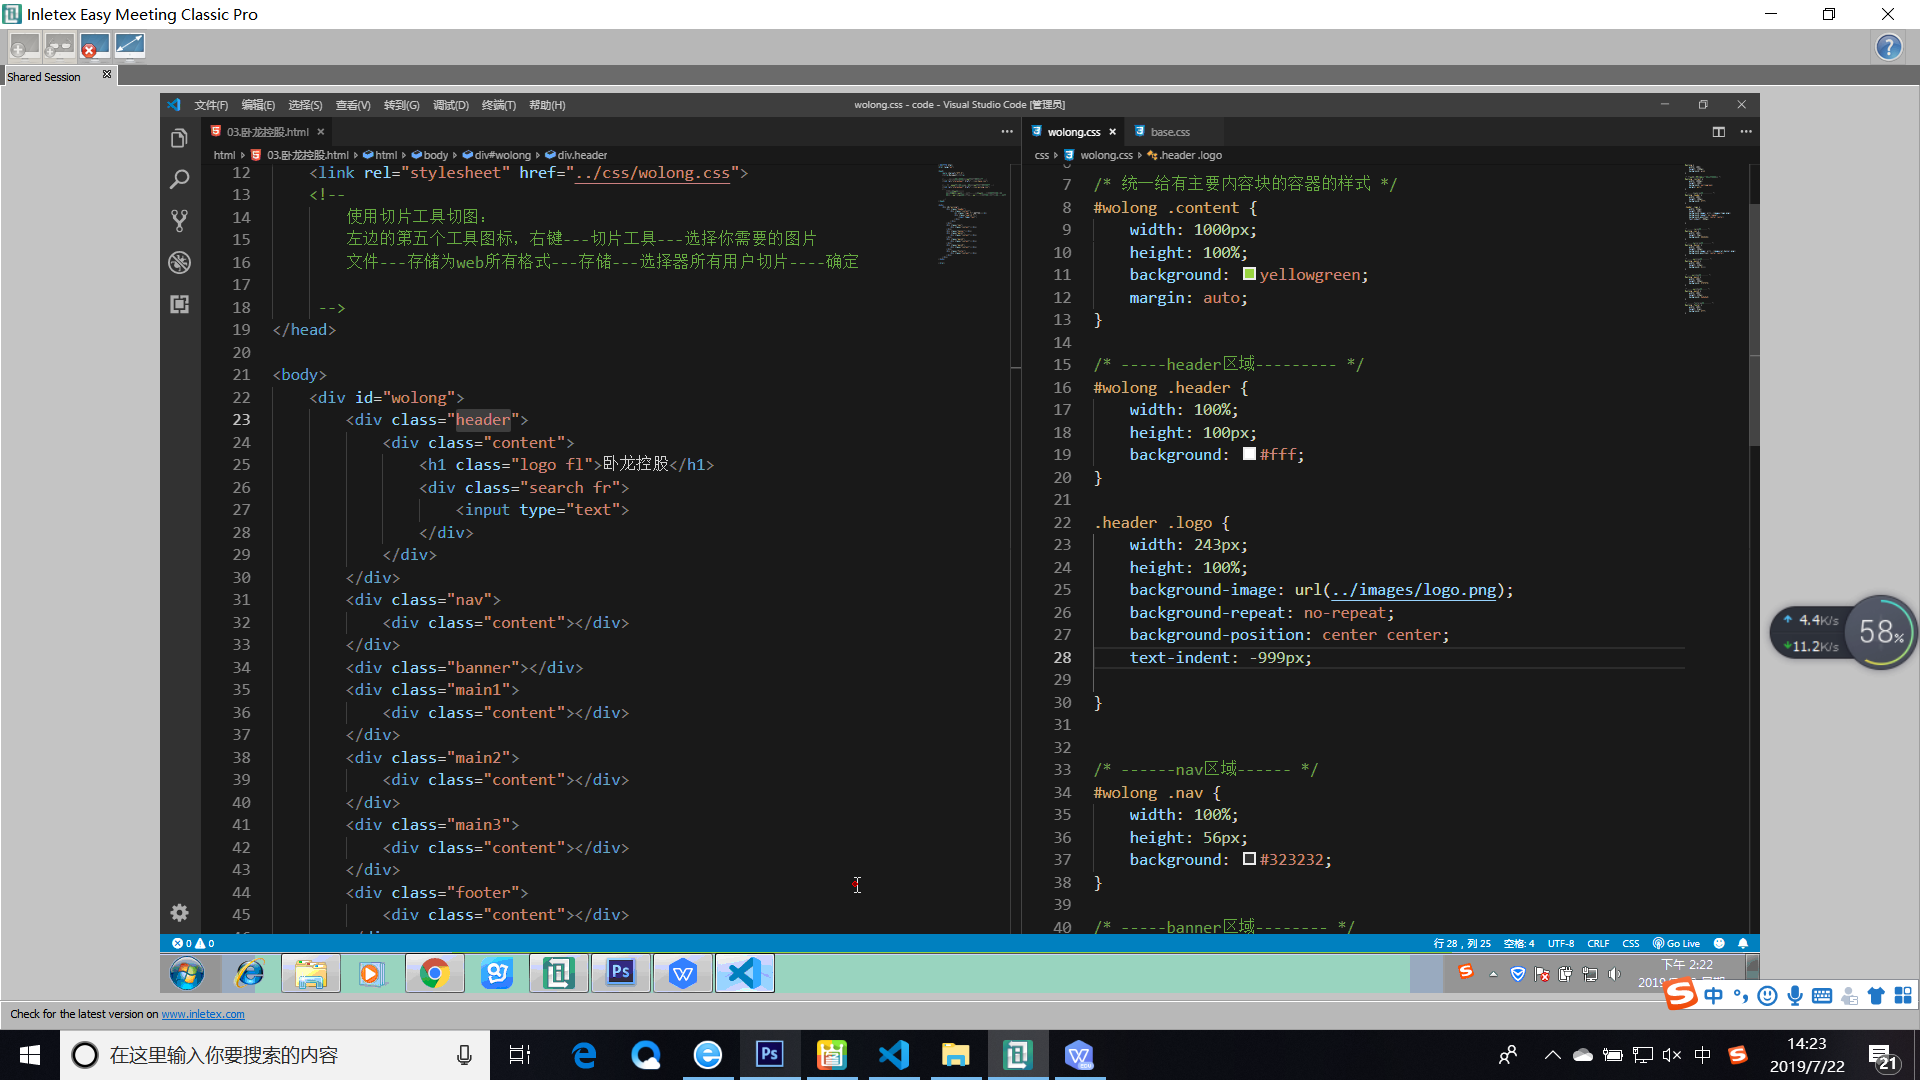 Inletex Easy Meeting Classic Pro
Shared Session
文件(F) 编辑(E) 选择(S) 查看(V) 转到(G) 调试(D) 终端(T) 帮助(H)
wolong.css - code - Visual Studio Code [管理员]
03.卧龙控股.html
html › 03.卧龙控股.html › html › body › div#wolong › div.header
12 <link rel="stylesheet" href="../css/wolong.css">
13 <!--
14 使用切片工具切图：
15 左边的第五个工具图标，右键---切片工具---选择你需要的图片
16 文件---存储为web所有格式---存储---选择器所有用户切片----确定
17
18 -->
19 </head>
20
21 <body>
22 <div id="wolong">
23 <div class="header">
24 <div class="content">
25 <h1 class="logo fl">卧龙控股</h1>
26 <div class="search fr">
27 <input type="text">
28 </div>
29 </div>
30 </div>
31 <div class="nav">
32 <div class="content"></div>
33 </div>
34 <div class="banner"></div>
35 <div class="main1">
36 <div class="content"></div>
37 </div>
38 <div class="main2">
39 <div class="content"></div>
40 </div>
41 <div class="main3">
42 <div class="content"></div>
43 </div>
44 <div class="footer">
45 <div class="content"></div>
wolong.css
base.css
css › wolong.css › .header .logo
7 /* 统一给有主要内容块的容器的样式 */
8 #wolong .content {
9 width: 1000px;
10 height: 100%;
11 background: yellowgreen;
12 margin: auto;
13 }
14
15 /* -----header区域--------- */
16 #wolong .header {
17 width: 100%;
18 height: 100px;
19 background: #fff;
20 }
21
22 .header .logo {
23 width: 243px;
24 height: 100%;
25 background-image: url(../images/logo.png);
26 background-repeat: no-repeat;
27 background-position: center center;
28 text-indent: -999px;
29
30 }
31
32
33 /* ------nav区域------ */
34 #wolong .nav {
35 width: 100%;
36 height: 56px;
37 background: #323232;
38 }
39
40 /* -----banner区域-------- */
4.4K/s
11.2K/s
58%
0 0
行 28，列 25 空格: 4 UTF-8 CRLF CSS Go Live
下午 2:22
2019
中
Check for the latest version on www.inletex.com
在这里输入你要搜索的内容
中
14:23
2019/7/22
21